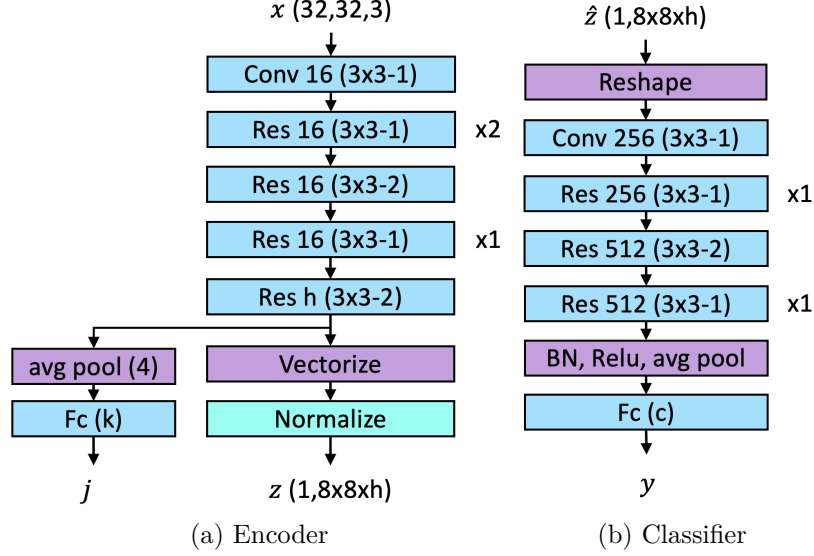 x (32,32,3)
Conv 16 (3x3-1)
Res 16 (3x3-1) x2
Res 16 (3x3-2)
Res 16 (3x3-1) x1
Res h (3x3-2)
avg pool (4)
Vectorize
Fc (k)
Normalize
j
z (1,8x8xh)
(a) Encoder
ẑ (1,8x8xh)
Reshape
Conv 256 (3x3-1)
Res 256 (3x3-1) x1
Res 512 (3x3-2)
Res 512 (3x3-1) x1
BN, Relu, avg pool
Fc (c)
y
(b) Classifier